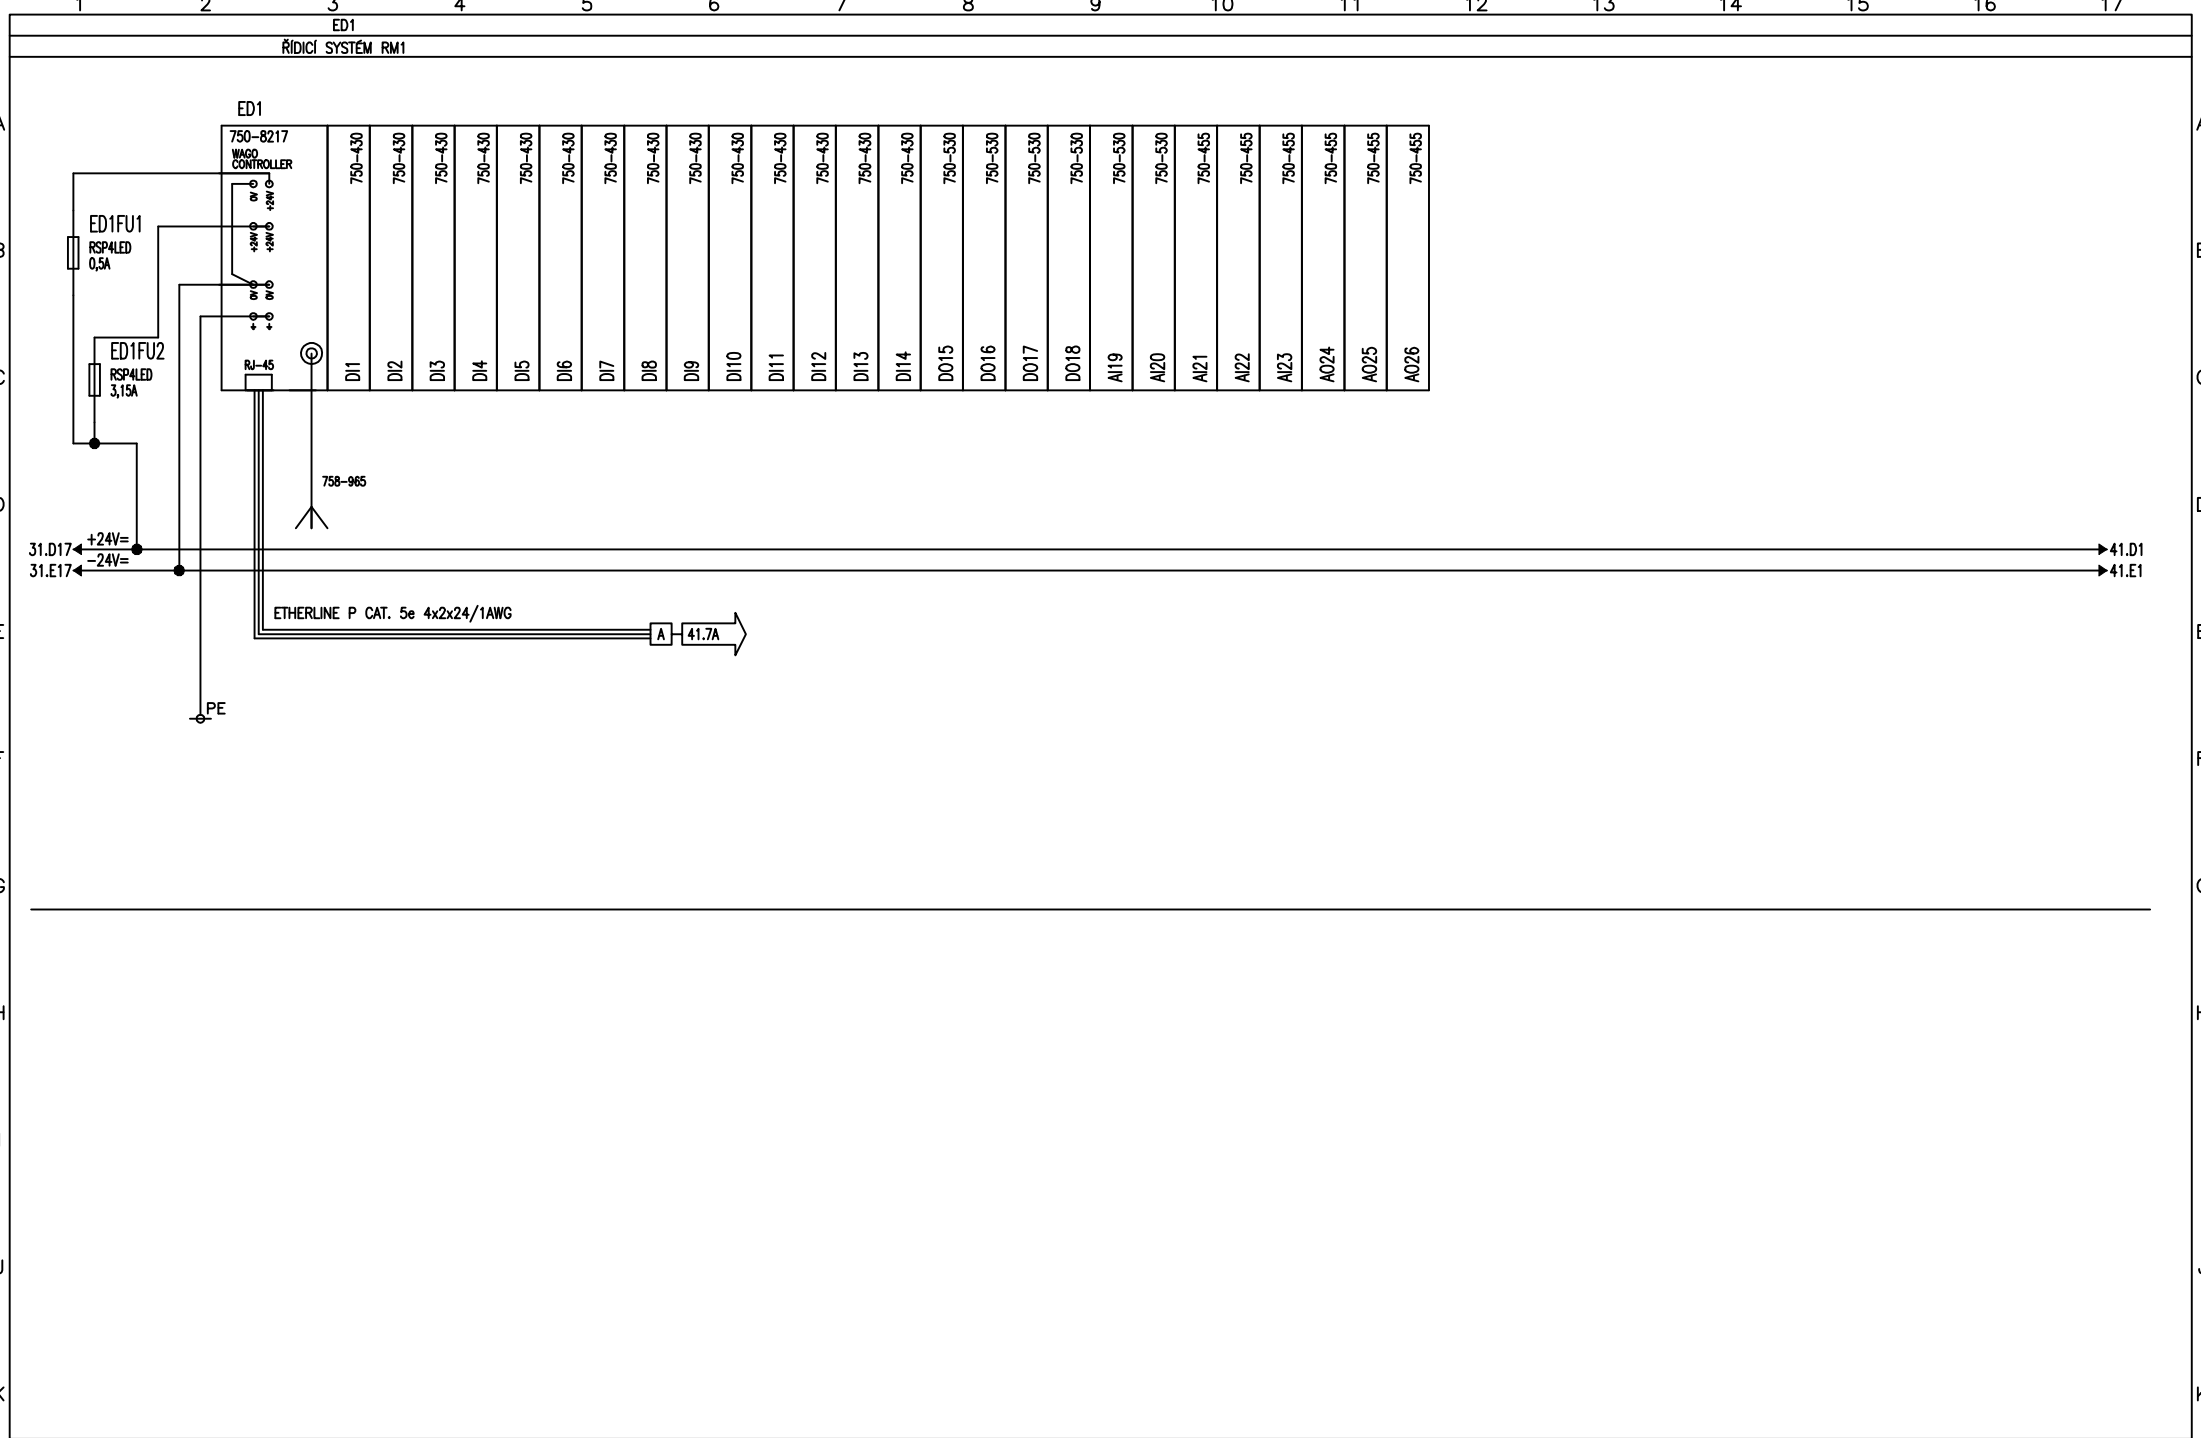 1 2 3 4 5 6 7 8 9 10 11 12 13 14 15 16 17
ED1
ŘÍDICÍ SYSTÉM RM1
ED1
750-8217
WAGO
CONTROLLER
0V +24V
+24V +24V
0V 0V
RJ-45
750-430 750-430 750-430 750-430 750-430 750-430 750-430 750-430 750-430 750-430 750-430 750-430 750-430 750-430 750-530 750-530 750-530 750-530 750-530 750-530 750-455 750-455 750-455 750-455 750-455 750-455
DI1 DI2 DI3 DI4 DI5 DI6 DI7 DI8 DI9 DI10 DI11 DI12 DI13 DI14 DO15 DO16 DO17 DO18 AI19 AI20 AI21 AI22 AI23 AO24 AO25 AO26
ED1FU1
RSP4LED
0,5A
ED1FU2
RSP4LED
3,15A
758-965
31.D17 +24V= 41.D1
31.E17 -24V= 41.E1
ETHERLINE P CAT. 5e 4x2x24/1AWG
A 41.7A
PE
A A
B B
C C
D D
E E
F F
G G
H H
J J
K K